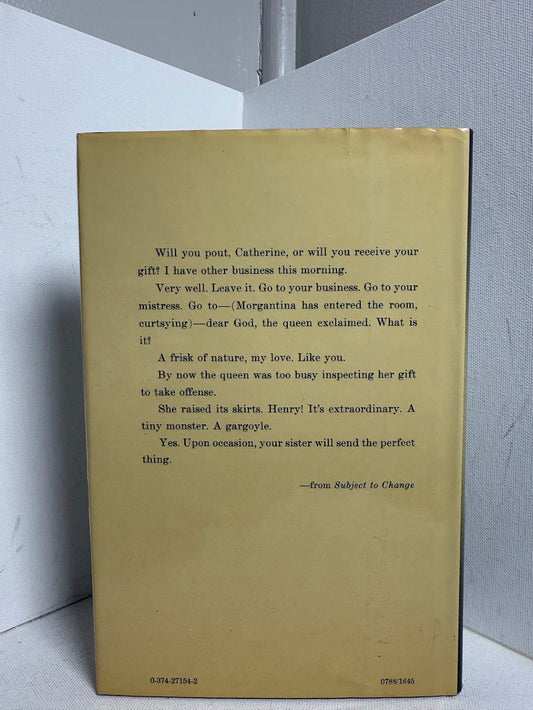 Will you pout, Catherine, or will you receive your
gift? I have other business this morning.
Very well. Leave it. Go to your business. Go to your
mistress. Go to—(Morgantina has entered the room,
curtsying)—dear God, the queen exclaimed. What is
it?
A frisk of nature, my love. Like you.
By now the queen was too busy inspecting her gift
to take offense.
She raised its skirts. Henry! It's extraordinary. A
tiny monster. A gargoyle.
Yes. Upon occasion, your sister will send the perfect
thing.
—from Subject to Change
0-374-27154-2 0788/1645